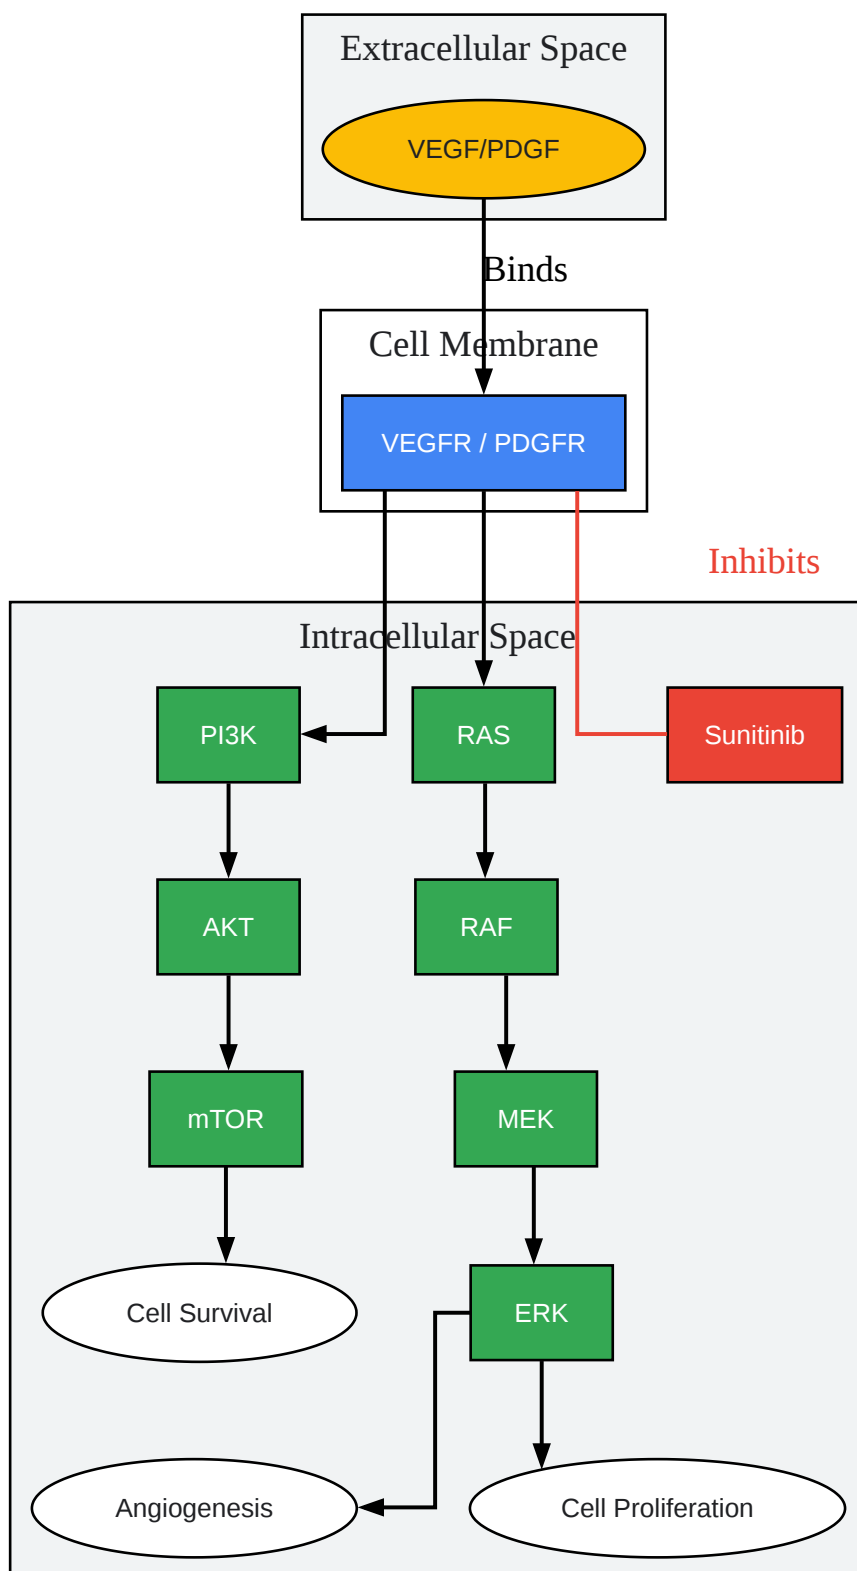 Extracellular Space
VEGF/PDGF
Binds
Cell Membrane
VEGFR / PDGFR
Inhibits
Intracellular Space
PI3K
RAS
Sunitinib
AKT
RAF
mTOR
MEK
Cell Survival
ERK
Angiogenesis
Cell Proliferation